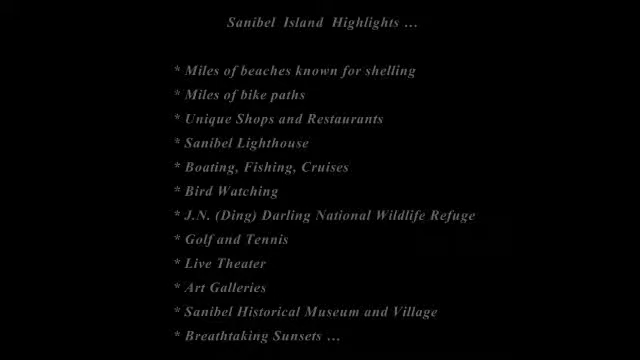 Sanibel Island Highlights ...
* Miles of beaches known for shelling
* Miles of bike paths
* Unique Shops and Restaurants
* Sanibel Lighthouse
* Boating, Fishing, Cruises
* Bird Watching
* J.N. (Ding) Darling National Wildlife Refuge
* Golf and Tennis
* Live Theater
* Art Galleries
* Sanibel Historical Museum and Village
* Breathtaking Sunsets ...